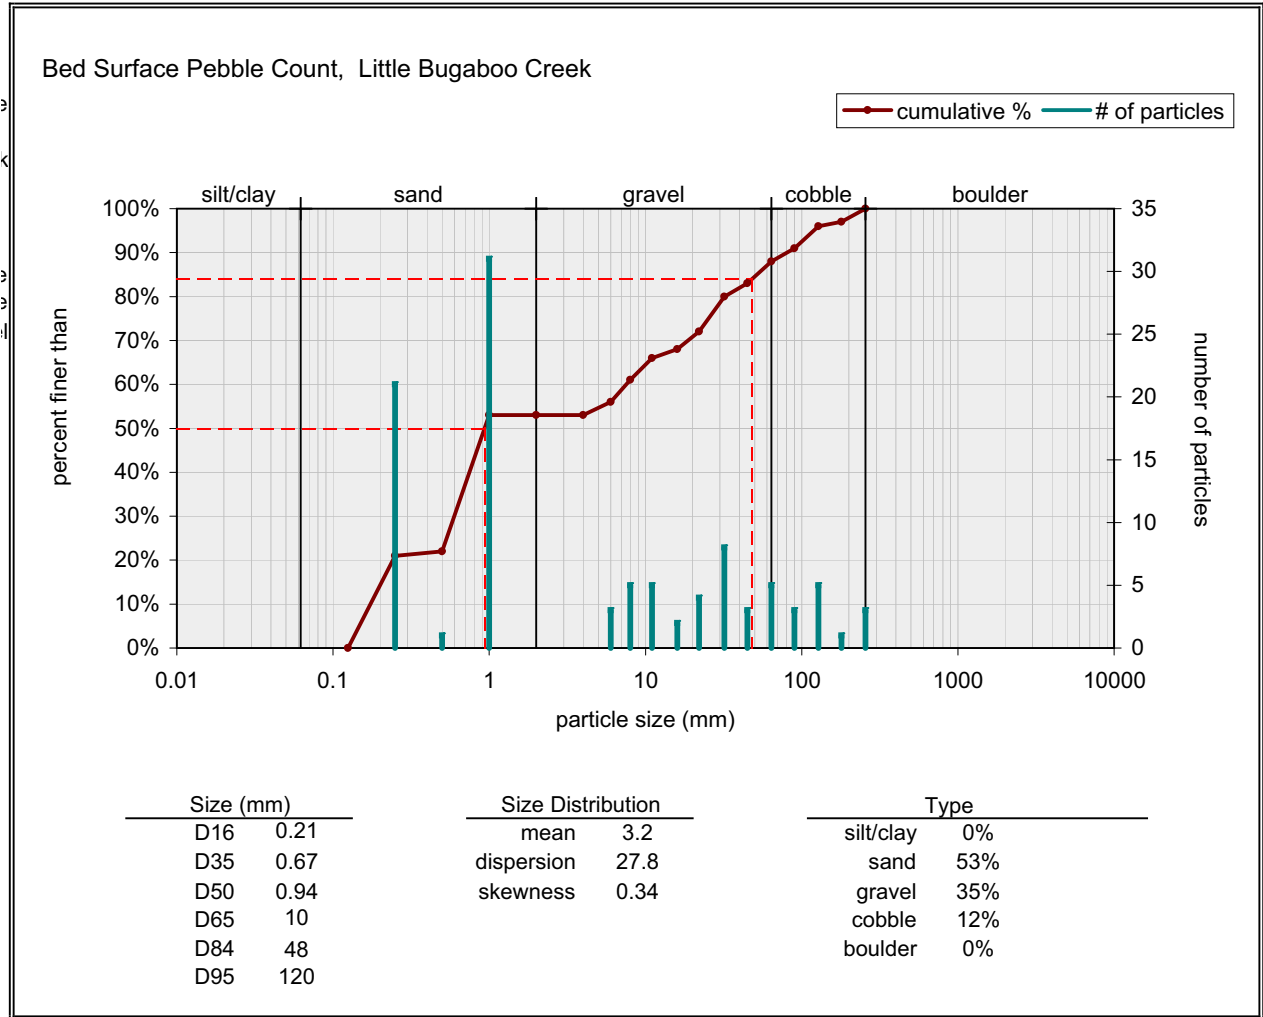 Bed Surface Pebble Count, Little Bugaboo Creek
cumulative % # of particles
silt/clay sand gravel cobble boulder
100%
90%
80%
70%
60%
50%
40%
30%
20%
10%
0%
percent finer than
35
30
25
20
15
10
5
0
number of particles
0.01 0.1 1 10 100 1000 10000
particle size (mm)
Size (mm)
D16 0.21
D35 0.67
D50 0.94
D65 10
D84 48
D95 120
Size Distribution
mean 3.2
dispersion 27.8
skewness 0.34
Type
silt/clay 0%
sand 53%
gravel 35%
cobble 12%
boulder 0%